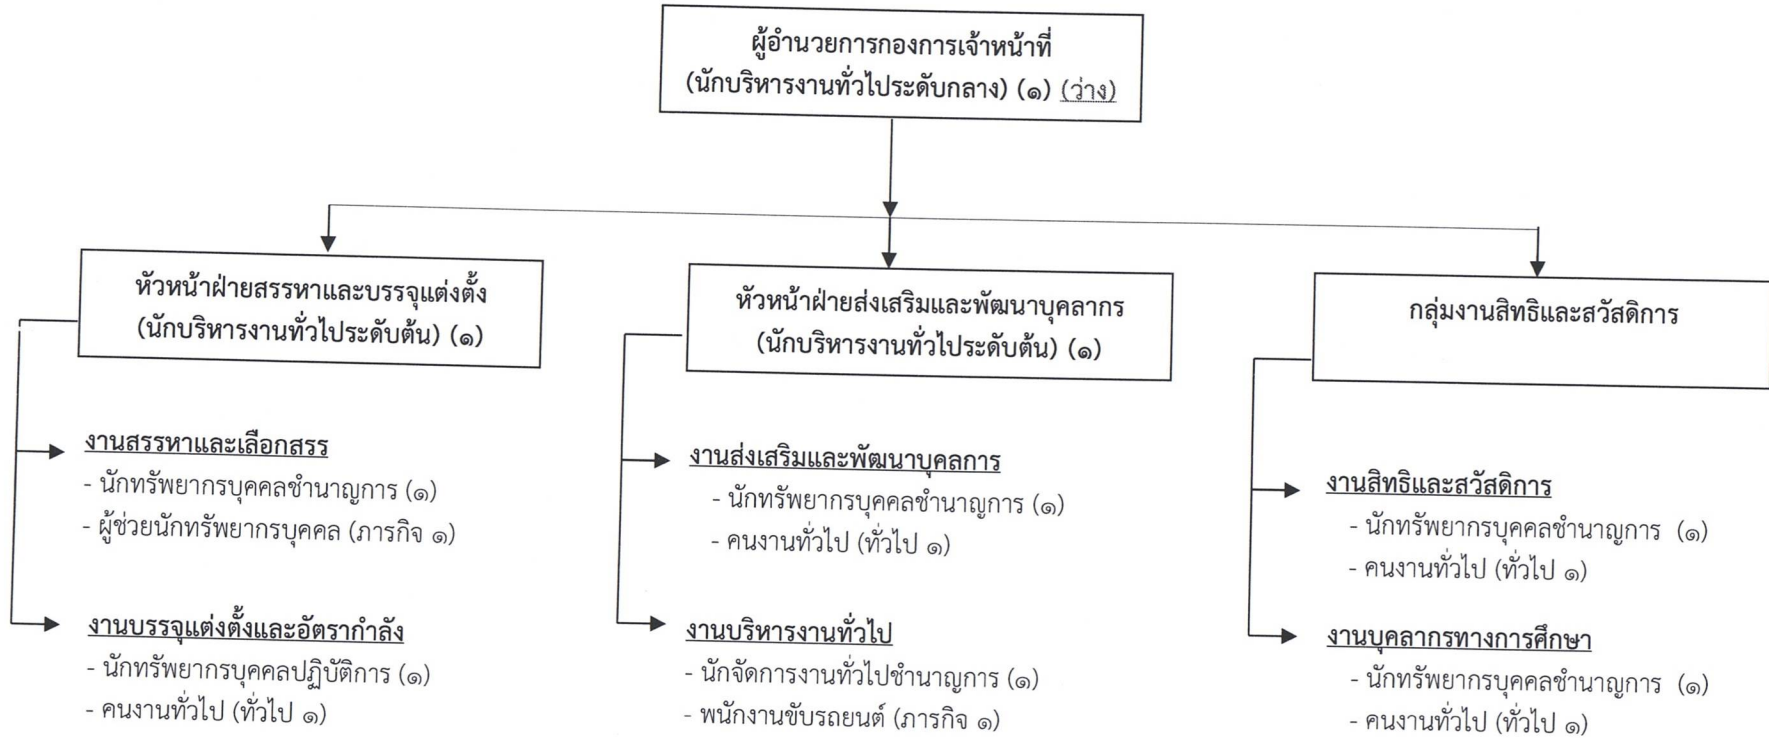 ผู้อำนวยการกองการเจ้าหน้าที่
(นักบริหารงานทั่วไประดับกลาง) (๑) (ว่าง)
หัวหน้าฝ่ายสรรหาและบรรจุแต่งตั้ง
(นักบริหารงานทั่วไประดับต้น) (๑)
งานสรรหาและเลือกสรร
- นักทรัพยากรบุคคลชำนาญการ (๑)
- ผู้ช่วยนักทรัพยากรบุคคล (ภารกิจ ๑)
งานบรรจุแต่งตั้งและอัตรากำลัง
- นักทรัพยากรบุคคลปฏิบัติการ (๑)
- คนงานทั่วไป (ทั่วไป ๑)
หัวหน้าฝ่ายส่งเสริมและพัฒนาบุคลากร
(นักบริหารงานทั่วไประดับต้น) (๑)
งานส่งเสริมและพัฒนาบุคลการ
- นักทรัพยากรบุคคลชำนาญการ (๑)
- คนงานทั่วไป (ทั่วไป ๑)
งานบริหารงานทั่วไป
- นักจัดการงานทั่วไปชำนาญการ (๑)
- พนักงานขับรถยนต์ (ภารกิจ ๑)
กลุ่มงานสิทธิและสวัสดิการ
งานสิทธิและสวัสดิการ
- นักทรัพยากรบุคคลชำนาญการ (๑)
- คนงานทั่วไป (ทั่วไป ๑)
งานบุคลากรทางการศึกษา
- นักทรัพยากรบุคคลชำนาญการ (๑)
- คนงานทั่วไป (ทั่วไป ๑)